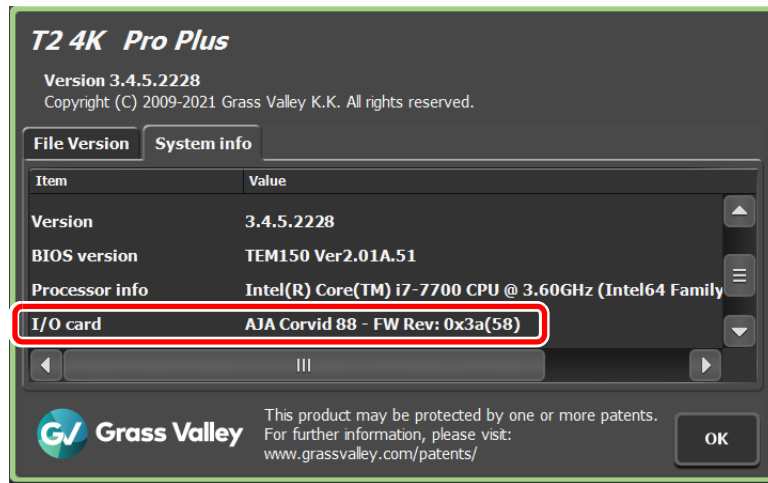 T2 4K Pro Plus
Version 3.4.5.2228
Copyright (C) 2009-2021 Grass Valley K.K. All rights reserved.
File Version System info
Item Value
Version 3.4.5.2228
BIOS version TEM150 Ver2.01A.51
Processor info Intel(R) Core(TM) i7-7700 CPU @ 3.60GHz (Intel64 Family
I/O card AJA Corvid 88 - FW Rev: 0x3a(58)
GV Grass Valley
This product may be protected by one or more patents.
For further information, please visit:
www.grassvalley.com/patents/
OK